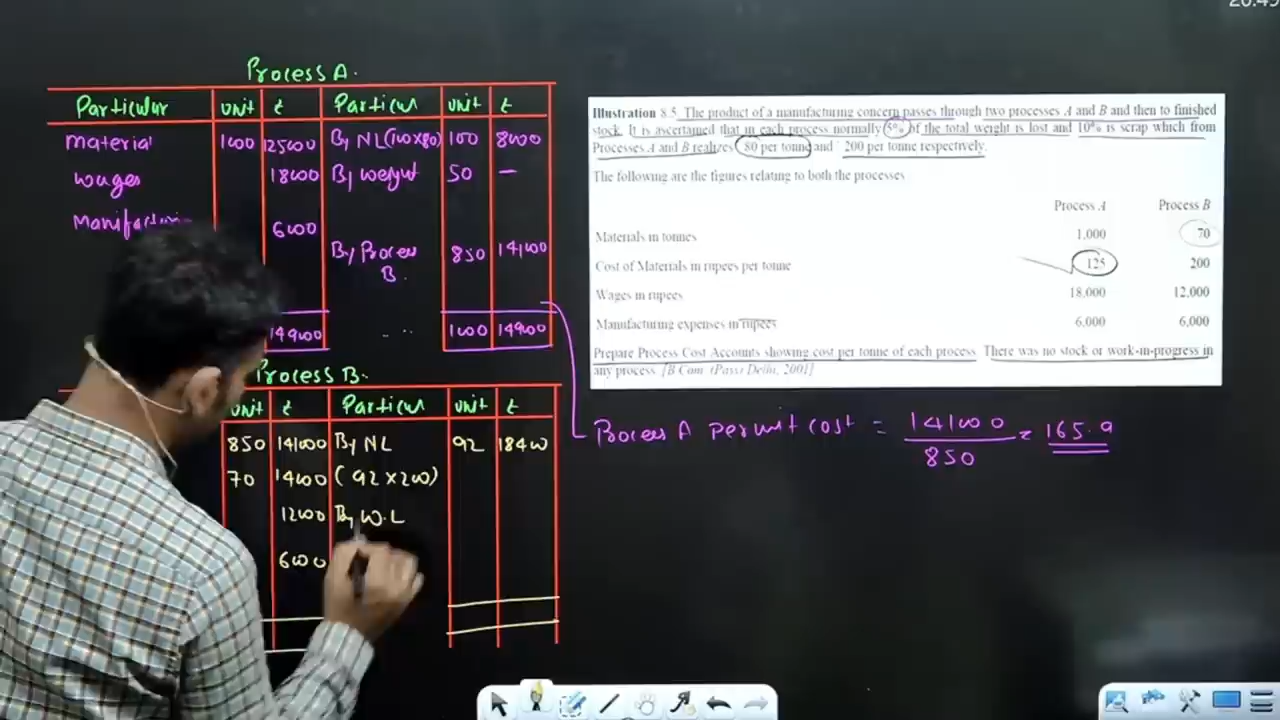 20:49
Process A.
Particular unit ₹ Particul unit ₹
material 1000 125000 By NL (100x80) 100 8000
wages 18000 By weight 50 —
6000
By Process B. 850 141000
149000 1000 149000
Process B.
unit ₹ Particul unit ₹
850 141000 By NL 92 18400
70 14000 (92x200)
12000 By W.L
6000
Illustration 8.5. The product of a manufacturing concern passes through two processes A and B and then to finished
stock. It is ascertained that in each process normally 5% of the total weight is lost and 10% is scrap which from
Processes A and B realizes 80 per tonne and 200 per tonne respectively.
The following are the figures relating to both the processes
Process A Process B
Materials in tonnes 1,000 70
Cost of Materials in rupees per tonne 125 200
Wages in rupees 18,000 12,000
Manufacturing expenses in rupees 6,000 6,000
Prepare Process Cost Accounts showing cost per tonne of each process. There was no stock or work-in-progress in
any process. [B.Com. (Pass) Delhi, 2001]
Process A per unit cost = 141000 / 850 = 165.9